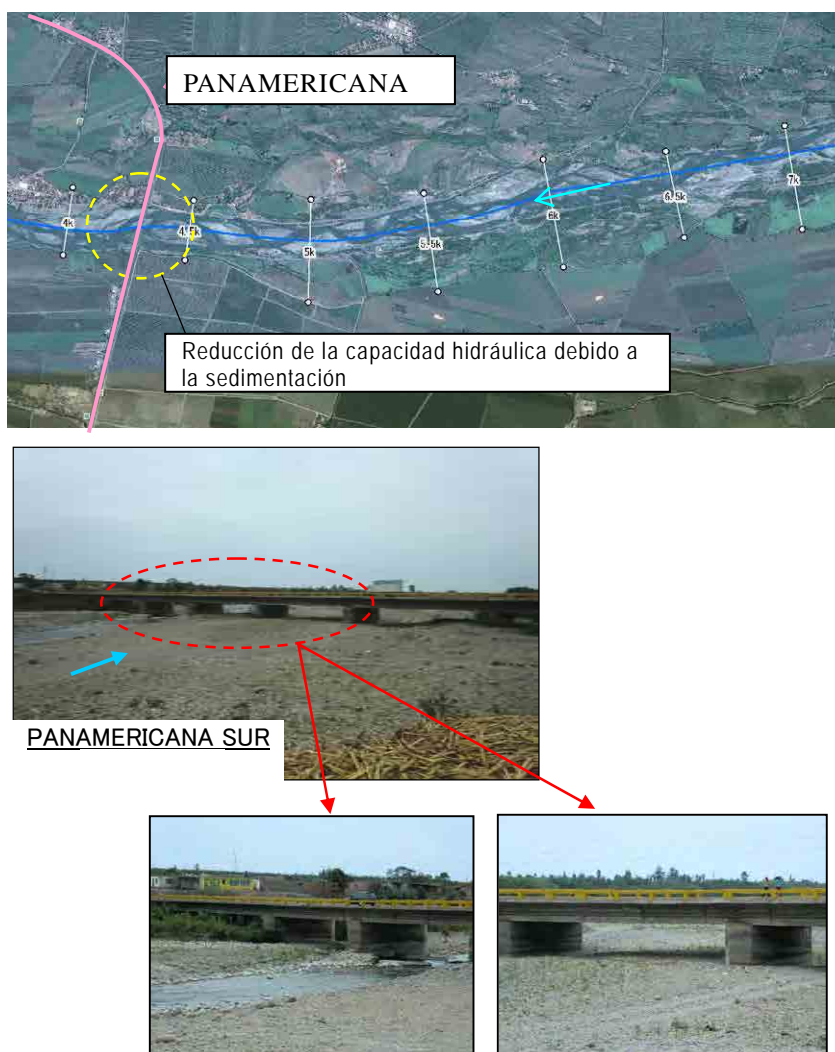 PANAMERICANA
7k
6.5k
6k
5.5k
5k
4.5k
4k
Reducción de la capacidad hidráulica debido a
la sedimentación
PANAMERICANA SUR